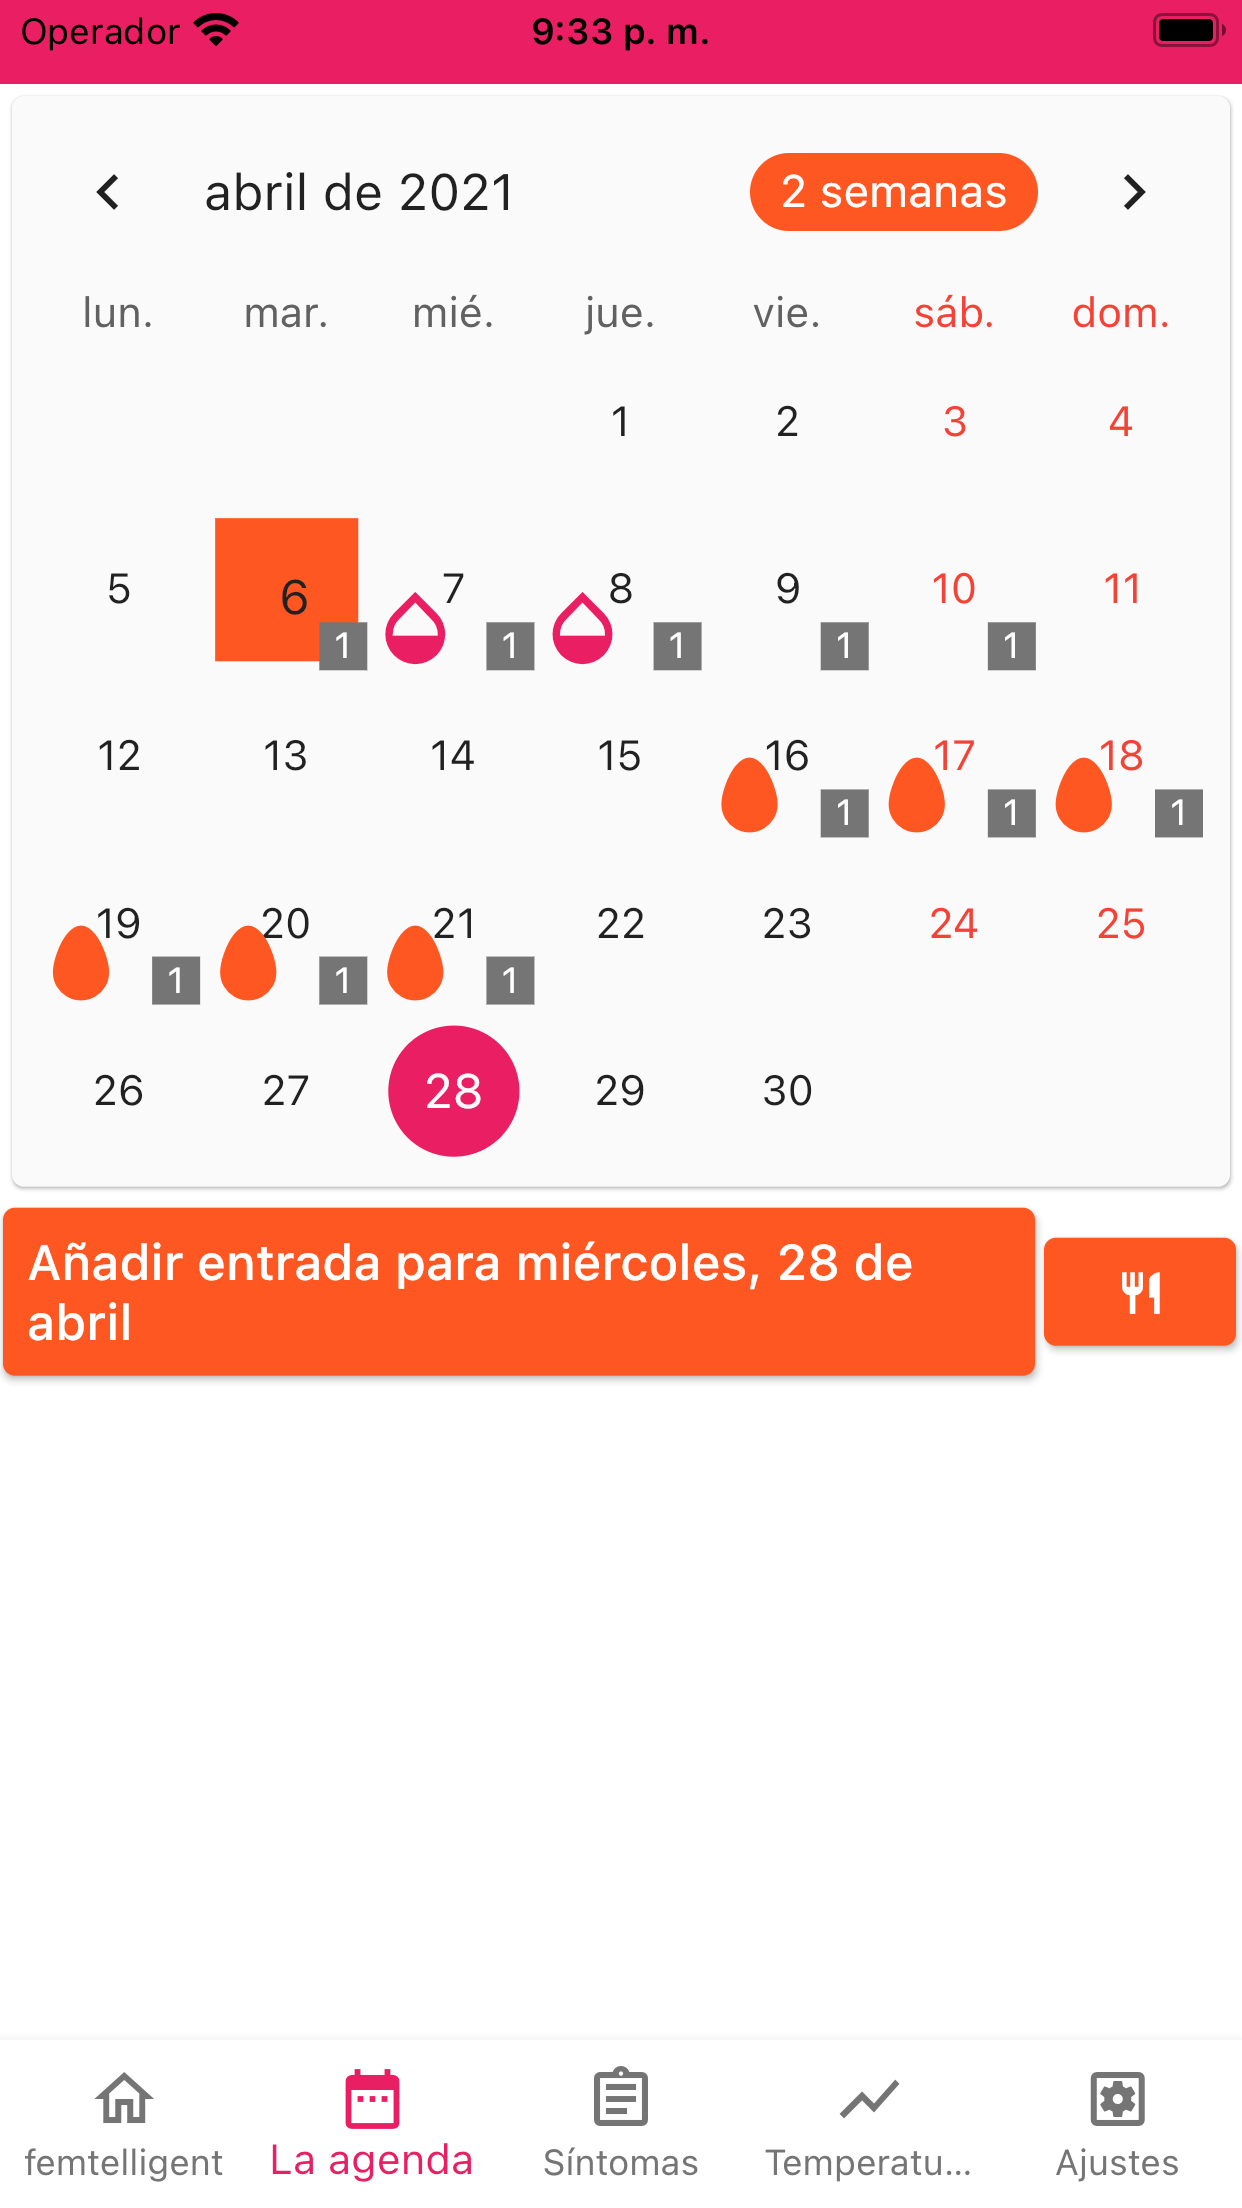 Operador 9:33 p. m.
abril de 2021 2 semanas
lun. mar. mié. jue. vie. sáb. dom.
1 2 3 4
5 6 7 8 9 10 11
1 1 1 1 1
12 13 14 15 16 17 18
1 1 1
19 20 21 22 23 24 25
1 1 1
26 27 28 29 30
Añadir entrada para miércoles, 28 de
abril
femtelligent La agenda Síntomas Temperatu... Ajustes